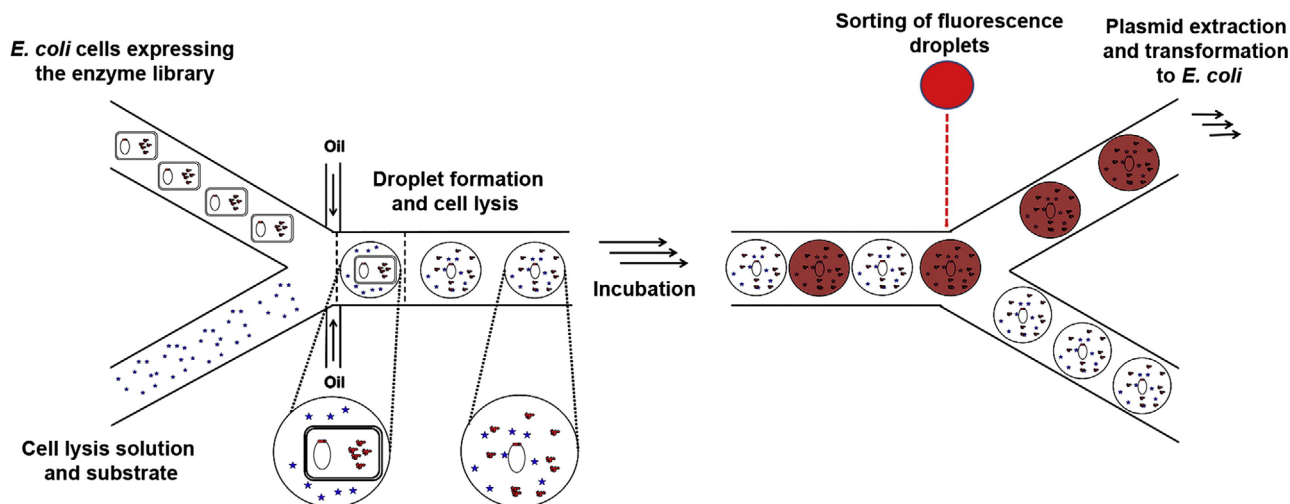 E. coli cells expressing
the enzyme library
Oil
Droplet formation
and cell lysis
Incubation
Oil
Cell lysis solution
and substrate
Sorting of fluorescence
droplets
Plasmid extraction
and transformation
to E. coli